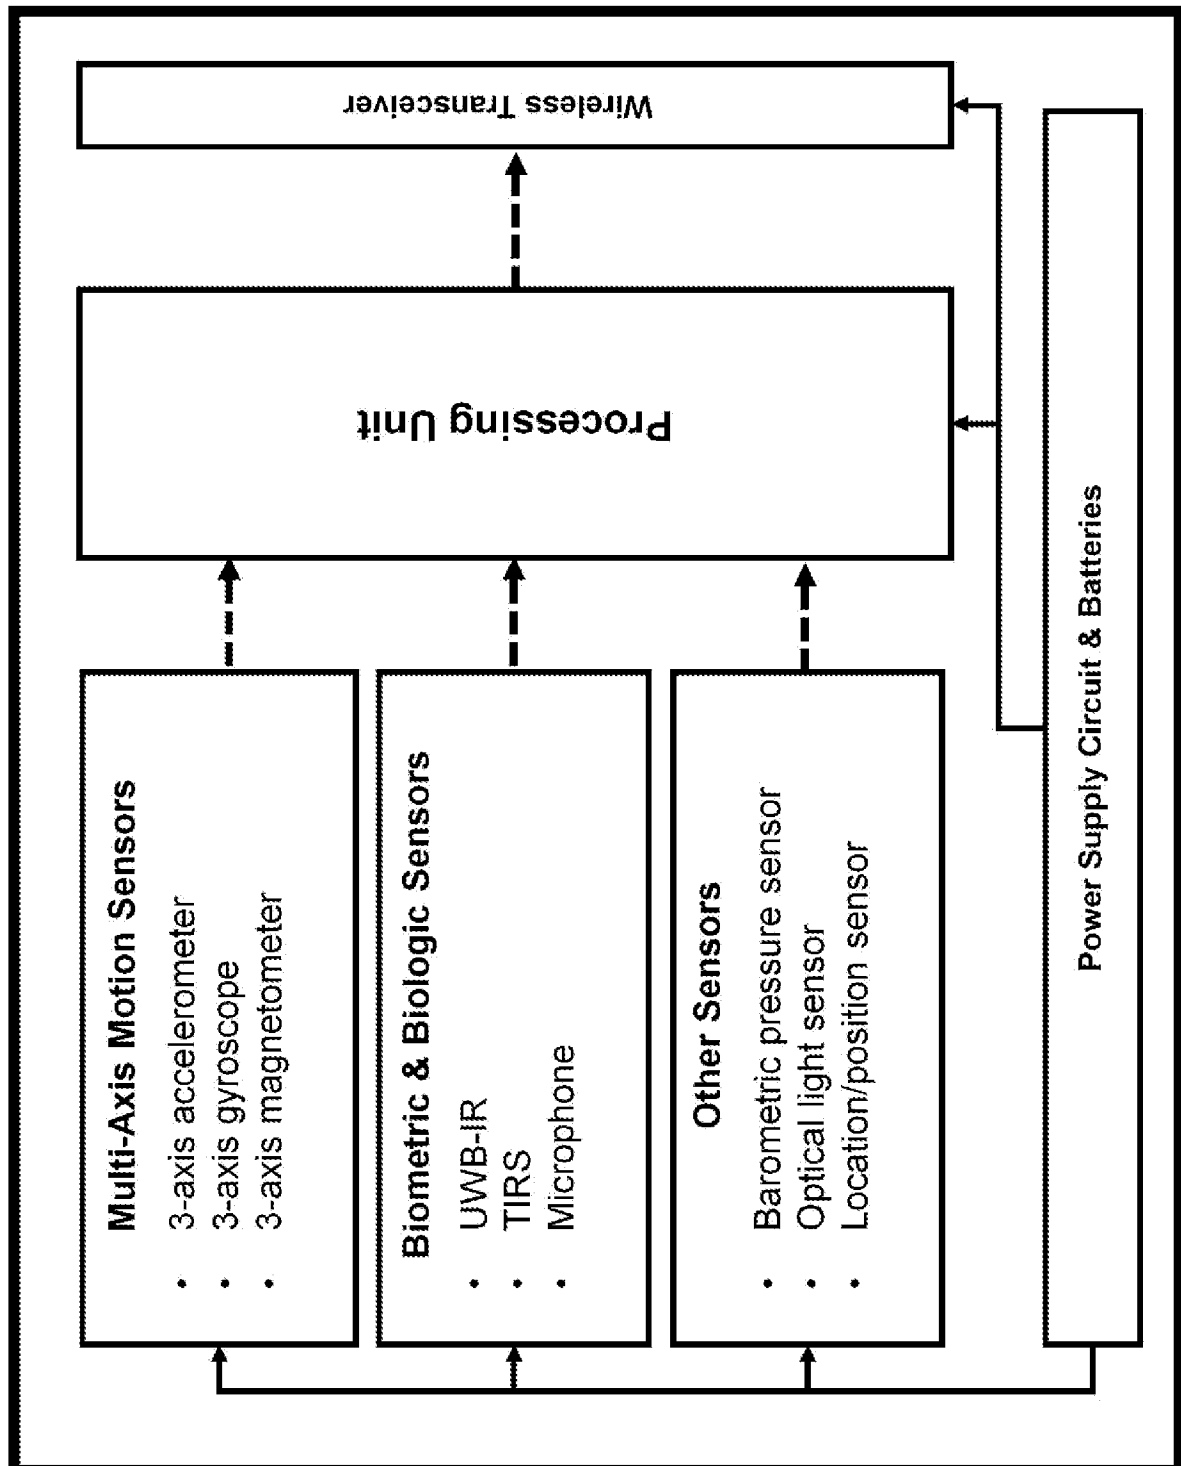 Multi-Axis Motion Sensors
• 3-axis accelerometer
• 3-axis gyroscope
• 3-axis magnetometer
Biometric & Biologic Sensors
• UWB-IR
• TIRS
• Microphone
Other Sensors
• Barometric pressure sensor
• Optical light sensor
• Location/position sensor
Processing Unit
Wireless Transceiver
Power Supply Circuit & Batteries